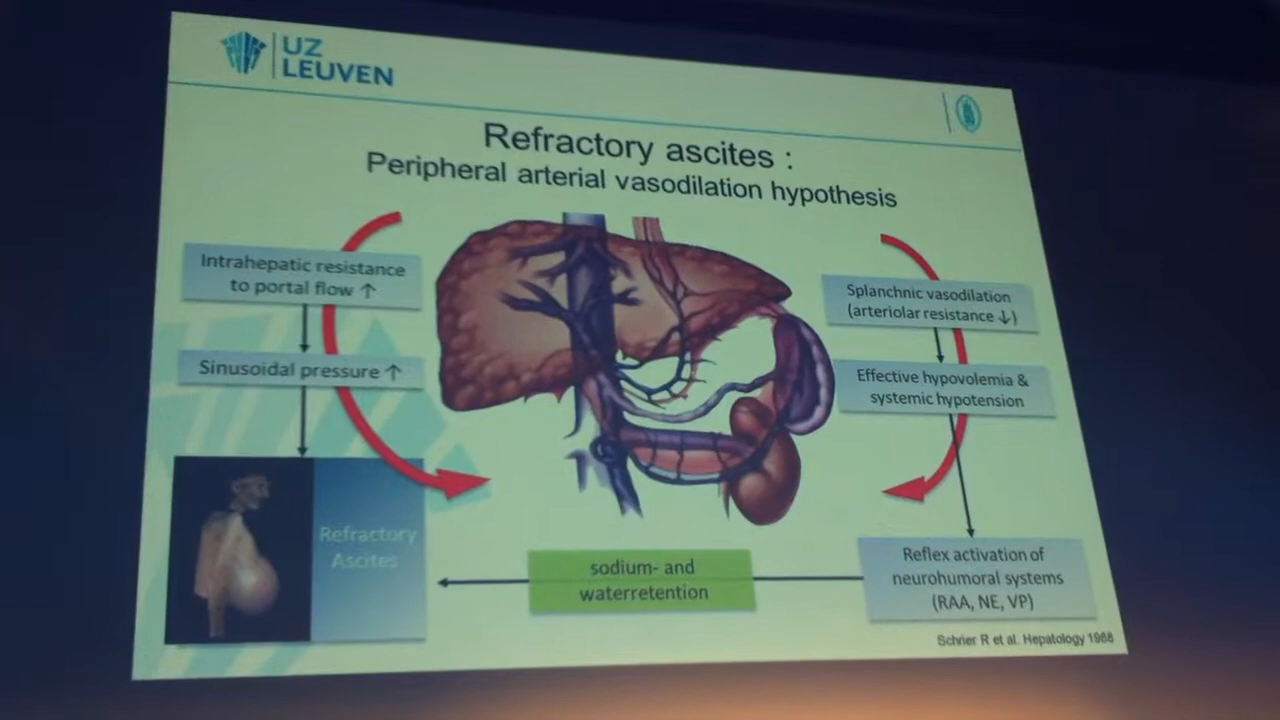 UZ
LEUVEN
Refractory ascites :
Peripheral arterial vasodilation hypothesis
Intrahepatic resistance
to portal flow ↑
Sinusoidal pressure ↑
Refractory
Ascites
Splanchnic vasodilation
(arteriolar resistance ↓)
Effective hypovolemia &
systemic hypotension
Reflex activation of
neurohumoral systems
(RAA, NE, VP)
sodium- and
waterretention
Schrier R et al. Hepatology 1988